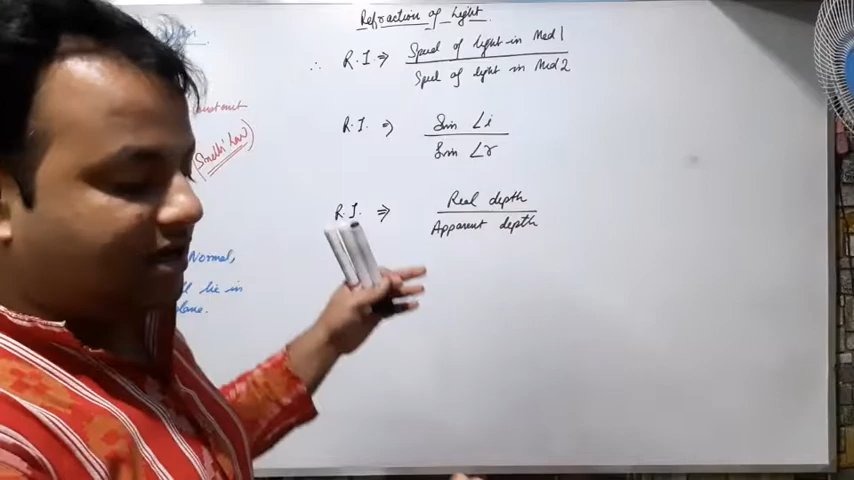 Refraction of Light
∴ R.I ⇒ Speed of light in Med 1
Speed of light in Med 2
constant
(Snell's Law)
R.I. ⇒ Sin ∠i
Sin ∠r
R.I. ⇒ Real depth
Apparent depth
Normal,
lie in
plane.